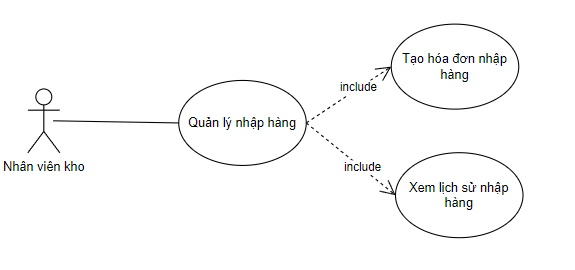 Tạo hóa đơn nhập
hàng
include
Quản lý nhập hàng
Nhân viên kho
include
Xem lịch sử nhập
hàng